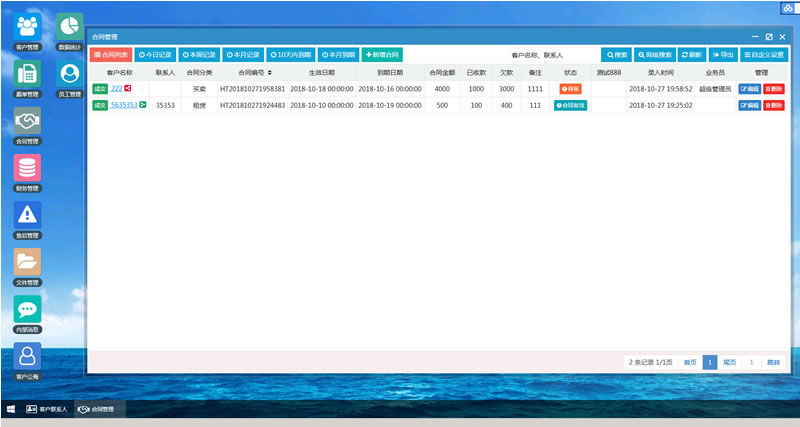 客户管理
数据统计
跟单管理
员工管理
合同管理
财务管理
售后管理
文件管理
内部消息
客户公海
合同管理
合同列表 今日记录 本周记录 本月记录 10天内到期 本月到期 新增合同 客户名称、联系人 搜索 高级搜索 刷新 导出 自定义设置
客户名称 联系人 合同分类 合同编号 生效日期 到期日期 合同金额 已收款 欠款 备注 状态 测试888 录入时间 业务员 管理
成交 222 买卖 HT201810271958381 2018-10-18 00:00:00 2018-10-16 00:00:00 4000 1000 3000 1111 待审 2018-10-27 19:58:52 超级管理员 编辑 删除
成交 5635353 35353 租赁 HT201810271924483 2018-10-10 00:00:00 2018-10-19 00:00:00 500 100 400 111 合同有效 2018-10-27 19:25:02 编辑 删除
2 条记录 1/1页 首页 1 尾页 1 跳转
客户联系人 合同管理